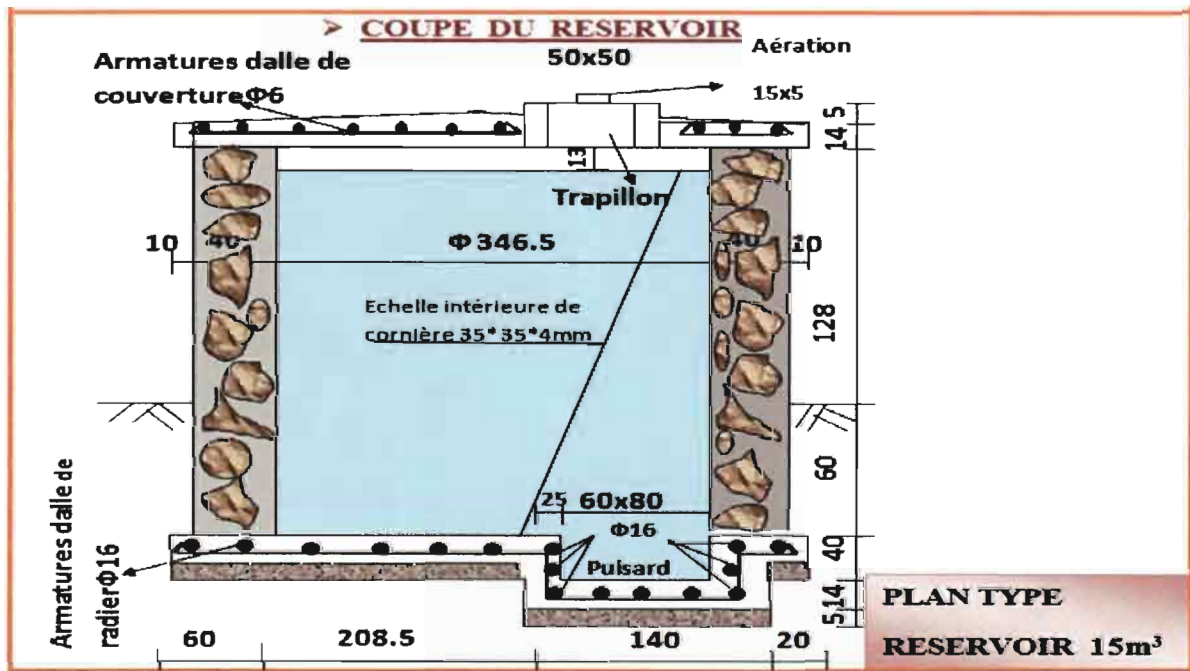 ➢ COUPE DU RESERVOIR
Armatures dalle de
couvertureΦ6
50x50
Aération
15x5
5
14
13
Trapillon
10
40
Φ 346.5
40
10
Echelle intérieure de
cornière 35*35*4mm
128
60
25
60x80
Φ16
Puisard
40
14
5
Armatures dalle de
radierΦ16
60
208.5
140
20
PLAN TYPE
RESERVOIR 15m³